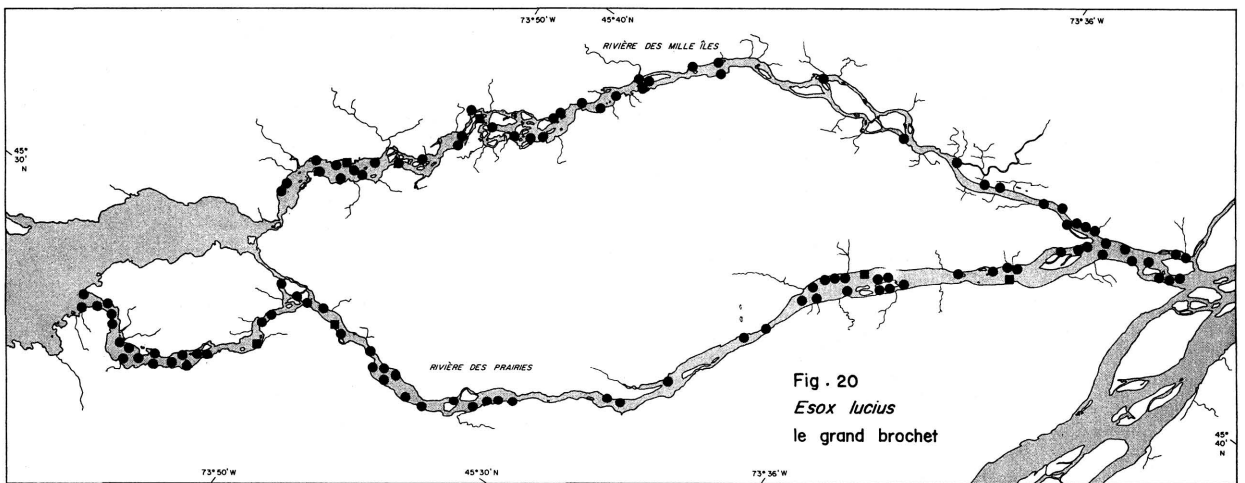 73° 50' W
45° 40' N
73° 36' W
RIVIÈRE DES MILLE ÎLES
45°
30'
N
RIVIÈRE DES PRAIRIES
Fig. 20
Esox lucius
le grand brochet
45°
40'
N
73° 50' W
45° 30' N
73° 36' W